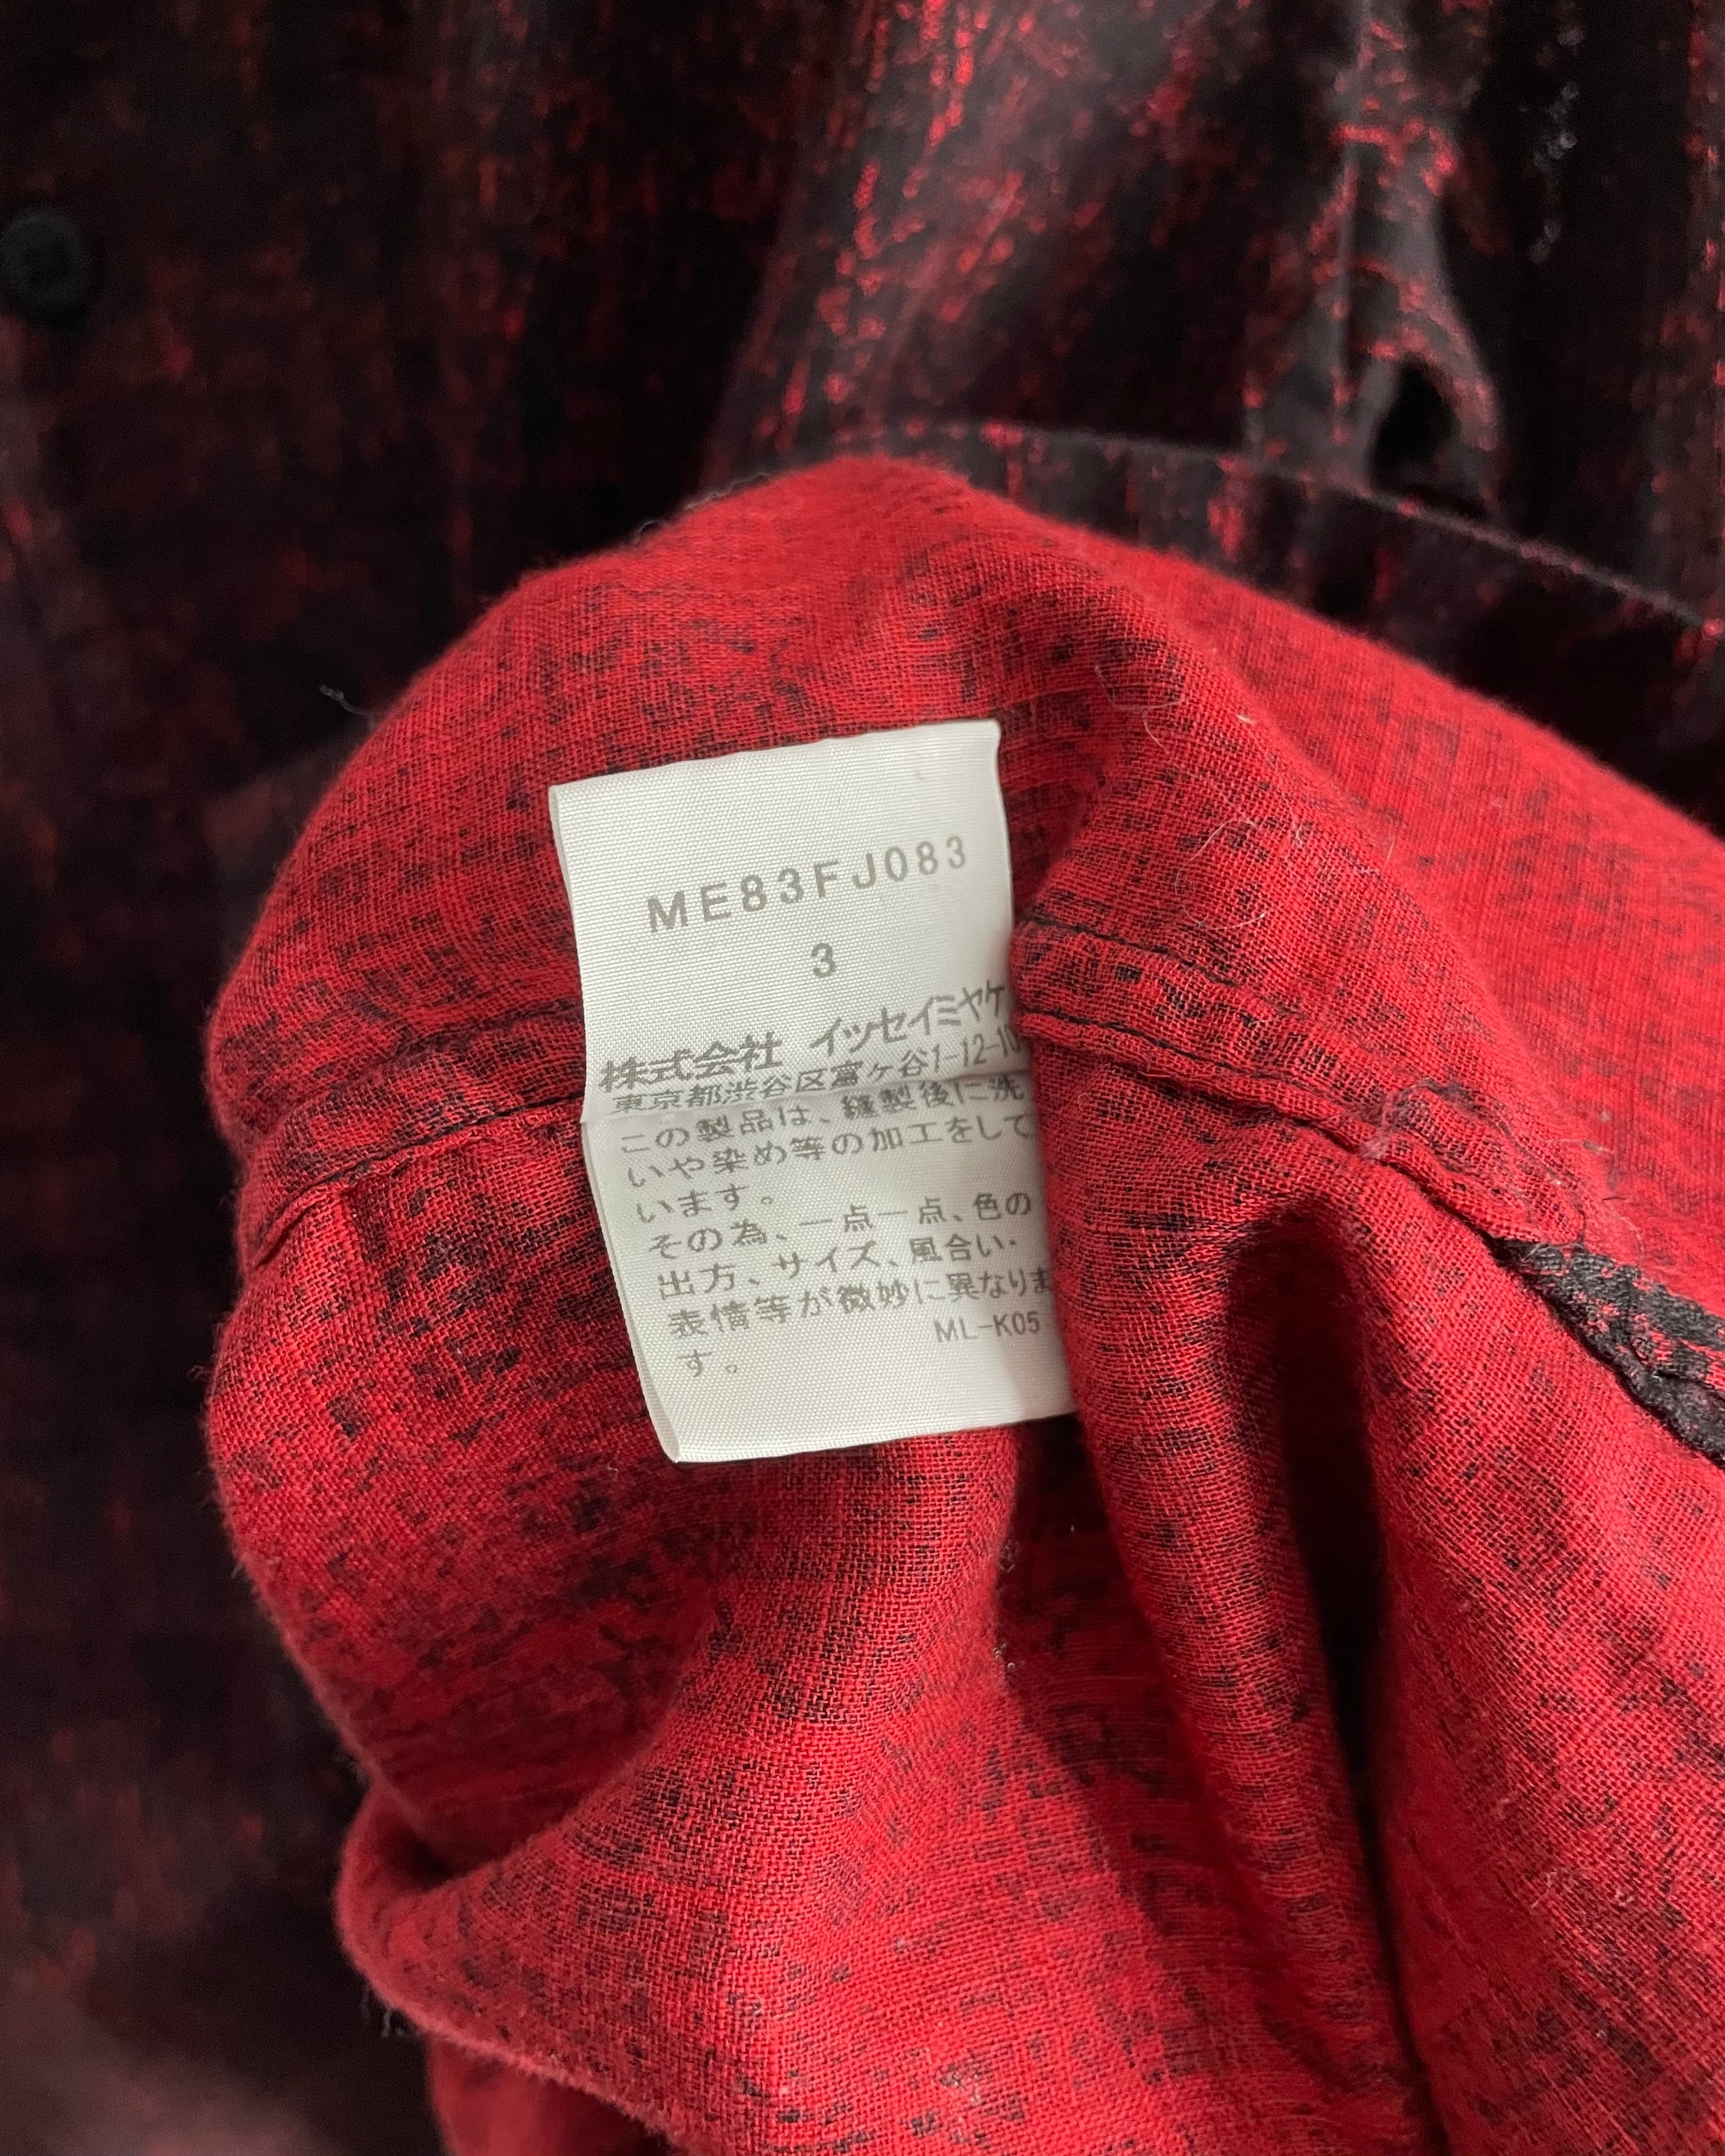 ME83FJ083
3
株式会社 イッセイミヤケ
東京都渋谷区富ヶ谷1-12-10
この製品は、縫製後に洗
いや染め等の加工をして
います。
その為、一点一点、色の
出方、サイズ、風合い・
表情等が微妙に異なりま
す。
ML-K05